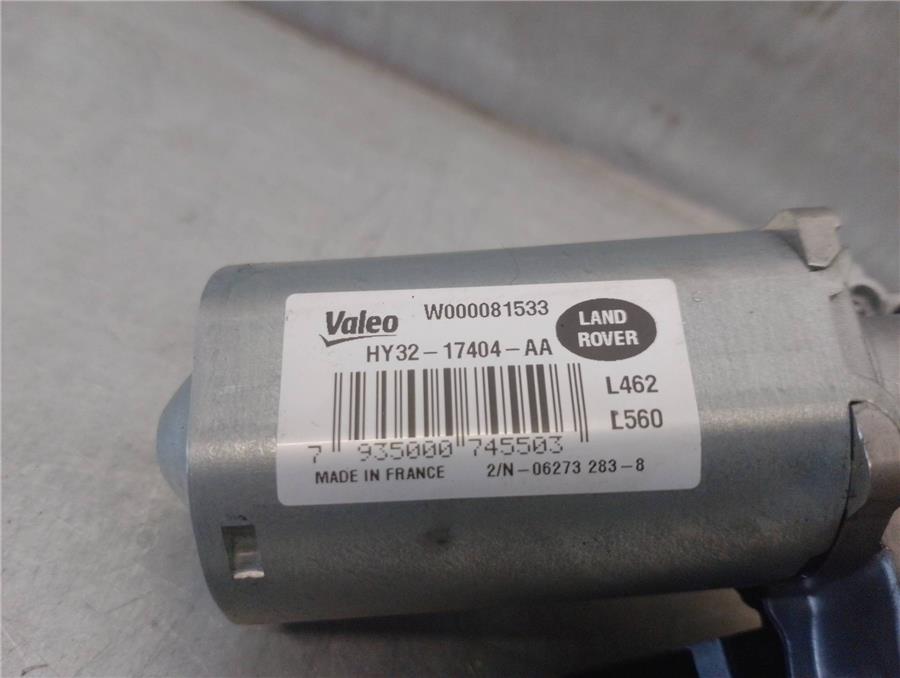 Valeo W000081533
LAND ROVER
HY32-17404-AA
L462
L560
7 935000 745503
MADE IN FRANCE 2/N-06273 283-8